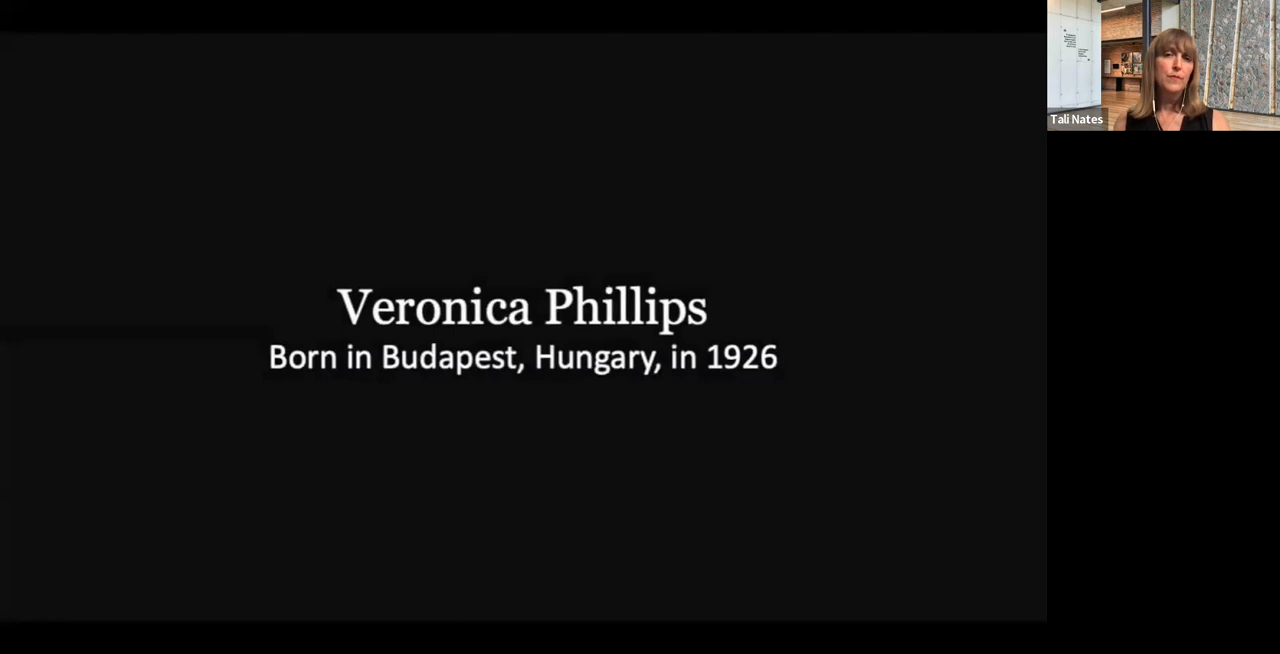 Veronica Phillips
Born in Budapest, Hungary, in 1926
Tali Nates